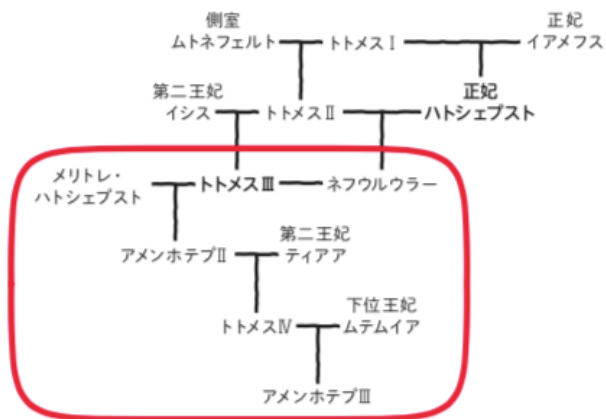 側室
ムトネフェルト
トトメスⅠ
正妃
イアメフス
第二王妃
イシス
トトメスⅡ
正妃
ハトシェプスト
メリトレ・
ハトシェプスト
トトメスⅢ
ネフウルウラー
アメンホテプⅡ
第二王妃
ティアア
トトメスⅣ
下位王妃
ムテムイア
アメンホテプⅢ